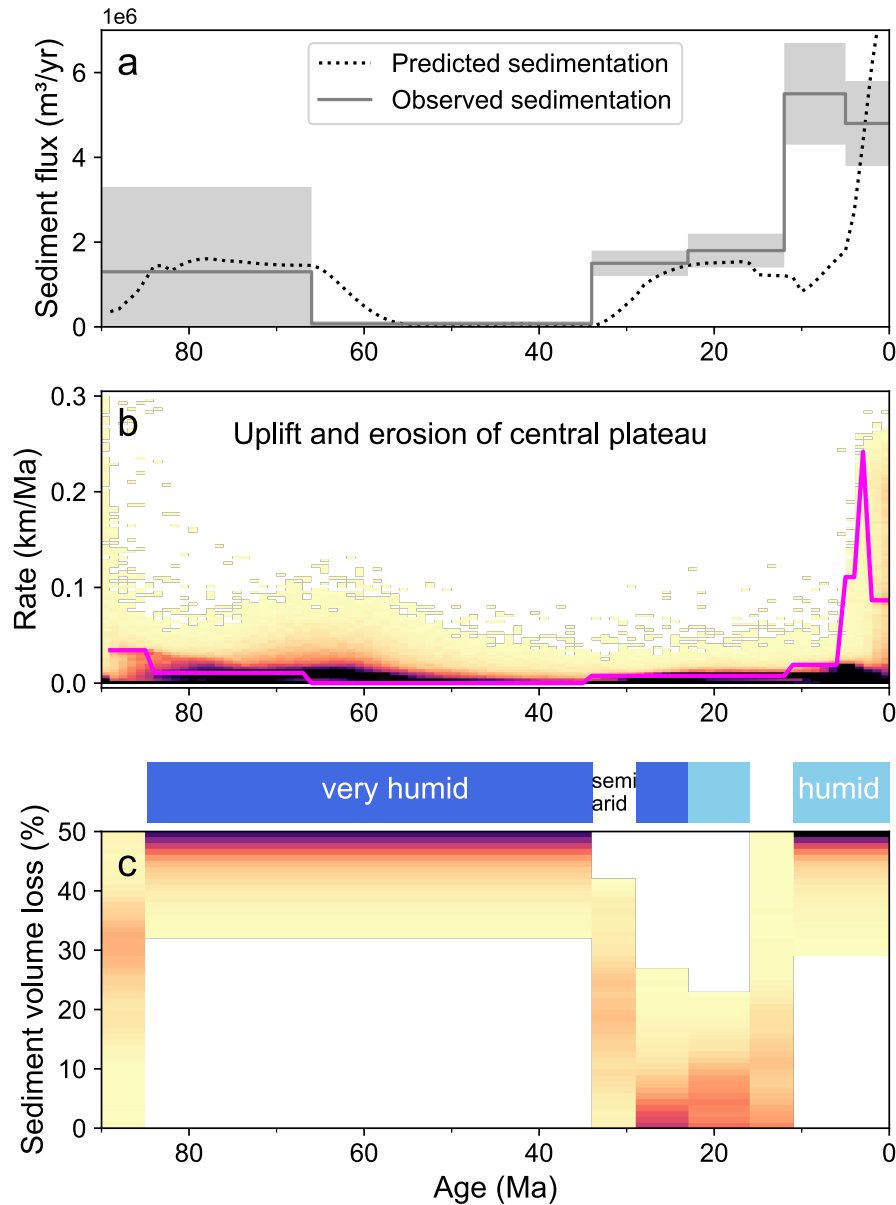 1e6
a
Predicted sedimentation
Observed sedimentation
Sediment flux (m³/yr)
6
4
2
0
80
60
40
20
0
b
Uplift and erosion of central plateau
Rate (km/Ma)
0.3
0.2
0.1
0.0
80
60
40
20
0
very humid
semi
arid
humid
c
Sediment volume loss (%)
50
40
30
20
10
0
80
60
40
20
0
Age (Ma)